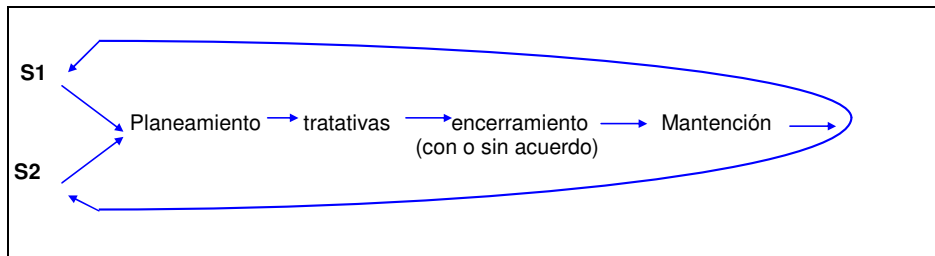 S1
Planeamiento tratativas encerramiento Mantención
(con o sin acuerdo)
S2